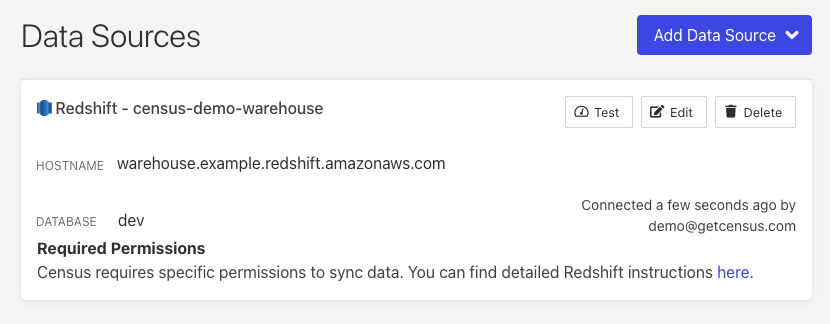 Data Sources
Add Data Source
Redshift - census-demo-warehouse
Test
Edit
Delete
HOSTNAME warehouse.example.redshift.amazonaws.com
DATABASE dev
Connected a few seconds ago by
demo@getcensus.com
Required Permissions
Census requires specific permissions to sync data. You can find detailed Redshift instructions here.